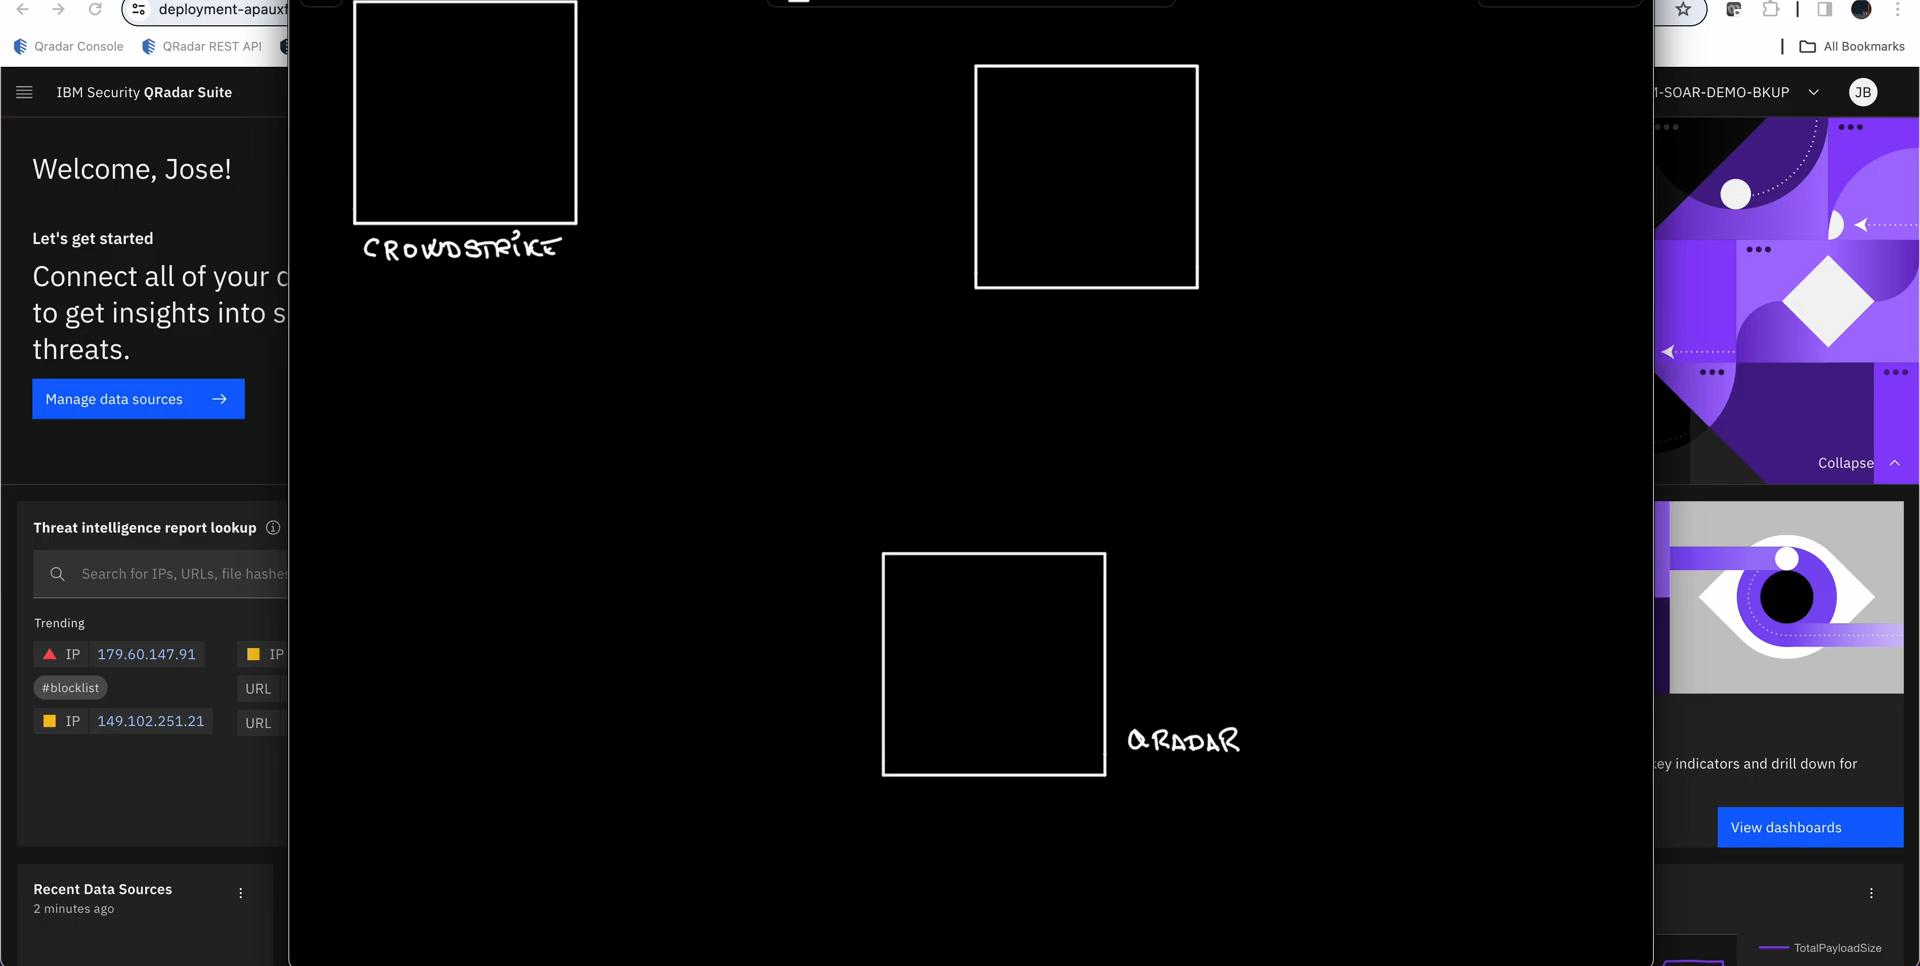 deployment-apauxf
Qradar Console
QRadar REST API
All Bookmarks
IBM Security QRadar Suite
-SOAR-DEMO-BKUP
JB
Welcome, Jose!
Let's get started
Connect all of your d
to get insights into s
threats.
Manage data sources
Collapse
CROWDSTRIKE
Threat intelligence report lookup
Search for IPs, URLs, file hashes
Trending
IP 179.60.147.91
IP
#blocklist
URL
IP 149.102.251.21
URL
QRADAR
key indicators and drill down for
View dashboards
Recent Data Sources
2 minutes ago
TotalPayloadSize